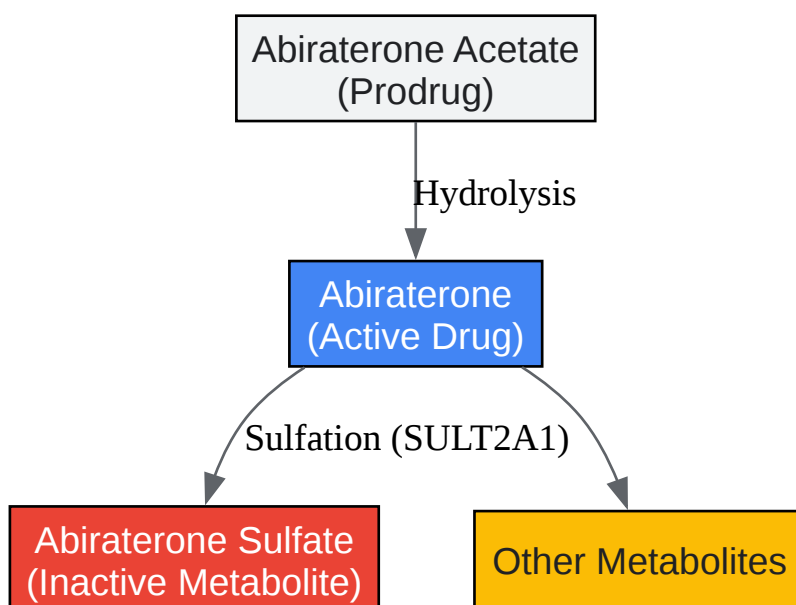 Abiraterone Acetate
(Prodrug)
Hydrolysis
Abiraterone
(Active Drug)
Sulfation (SULT2A1)
Abiraterone Sulfate
(Inactive Metabolite)
Other Metabolites